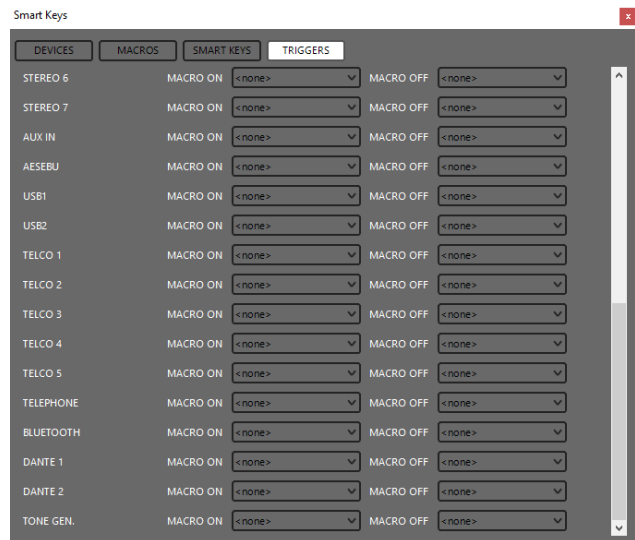 Smart Keys x
DEVICES MACROS SMART KEYS TRIGGERS
STEREO 6 MACRO ON <none> MACRO OFF <none>
STEREO 7 MACRO ON <none> MACRO OFF <none>
AUX IN MACRO ON <none> MACRO OFF <none>
AESEBU MACRO ON <none> MACRO OFF <none>
USB1 MACRO ON <none> MACRO OFF <none>
USB2 MACRO ON <none> MACRO OFF <none>
TELCO 1 MACRO ON <none> MACRO OFF <none>
TELCO 2 MACRO ON <none> MACRO OFF <none>
TELCO 3 MACRO ON <none> MACRO OFF <none>
TELCO 4 MACRO ON <none> MACRO OFF <none>
TELCO 5 MACRO ON <none> MACRO OFF <none>
TELEPHONE MACRO ON <none> MACRO OFF <none>
BLUETOOTH MACRO ON <none> MACRO OFF <none>
DANTE 1 MACRO ON <none> MACRO OFF <none>
DANTE 2 MACRO ON <none> MACRO OFF <none>
TONE GEN. MACRO ON <none> MACRO OFF <none>